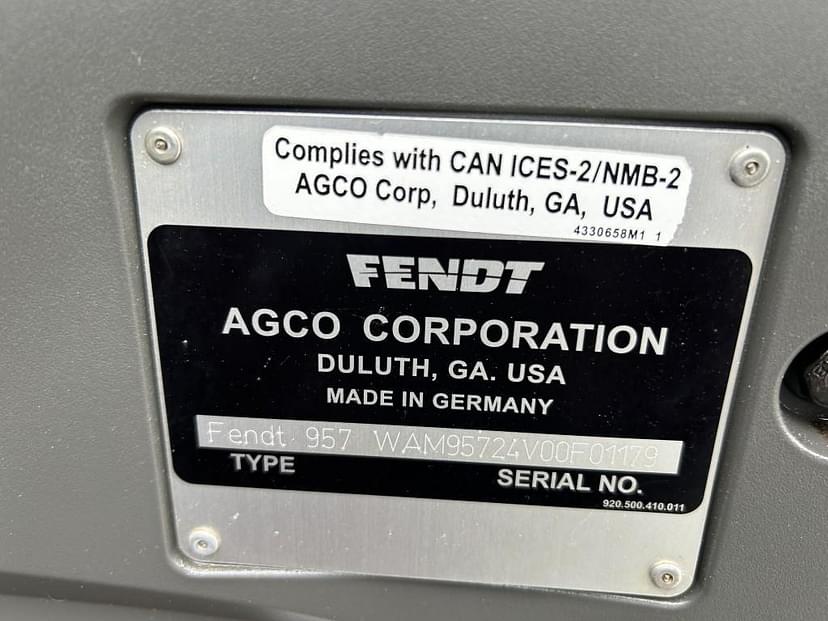 Complies with CAN ICES-2/NMB-2
AGCO Corp, Duluth, GA, USA
4330658M1 1
FENDT
AGCO CORPORATION
DULUTH, GA. USA
MADE IN GERMANY
Fendt 957 WAM95724V00F01179
TYPE
SERIAL NO.
920.500.410.011